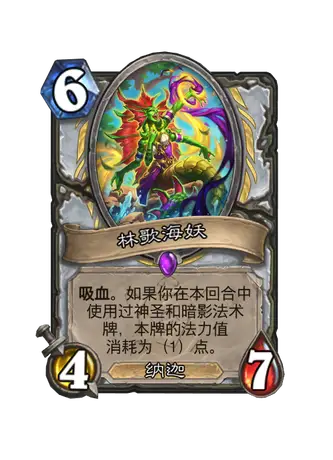 6
林歌海妖
吸血。如果你在本回合中
使用过神圣和暗影法术
牌，本牌的法力值
消耗为（1）点。
4
纳迦
7